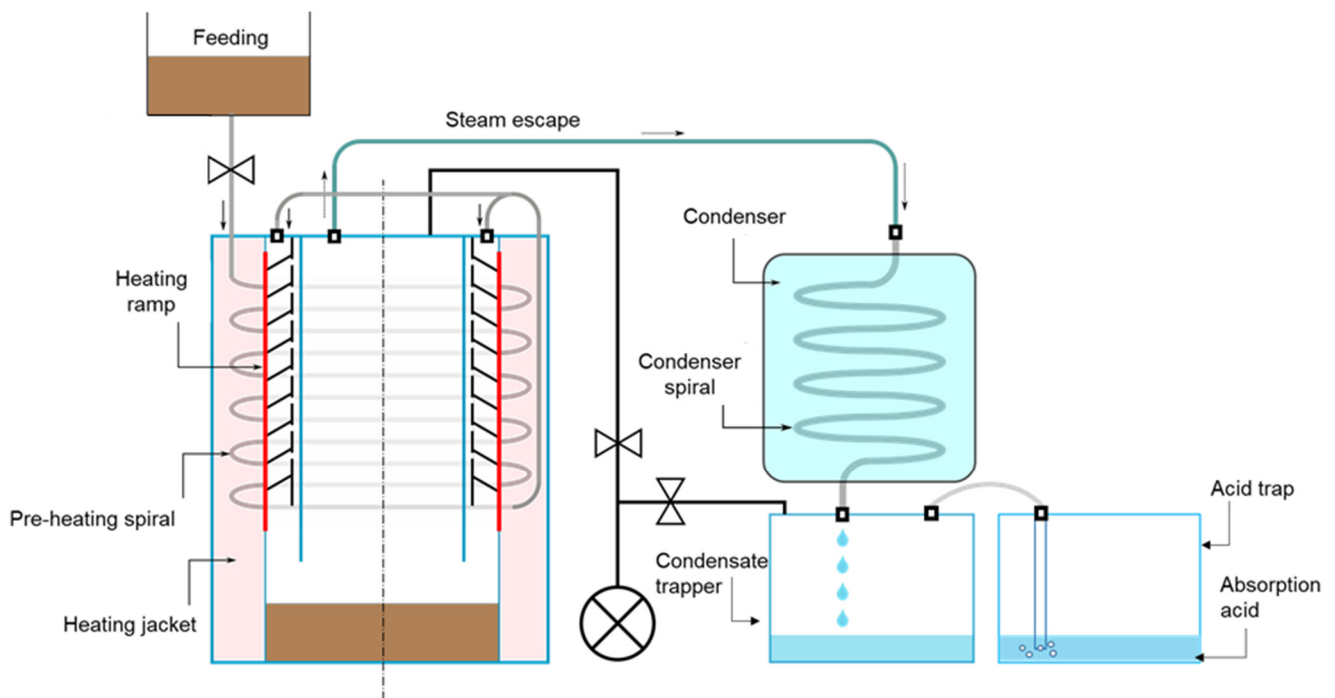 Feeding
Steam escape
Condenser
Heating
ramp
Condenser
spiral
Pre-heating spiral
Acid trap
Condensate
trapper
Absorption
acid
Heating jacket